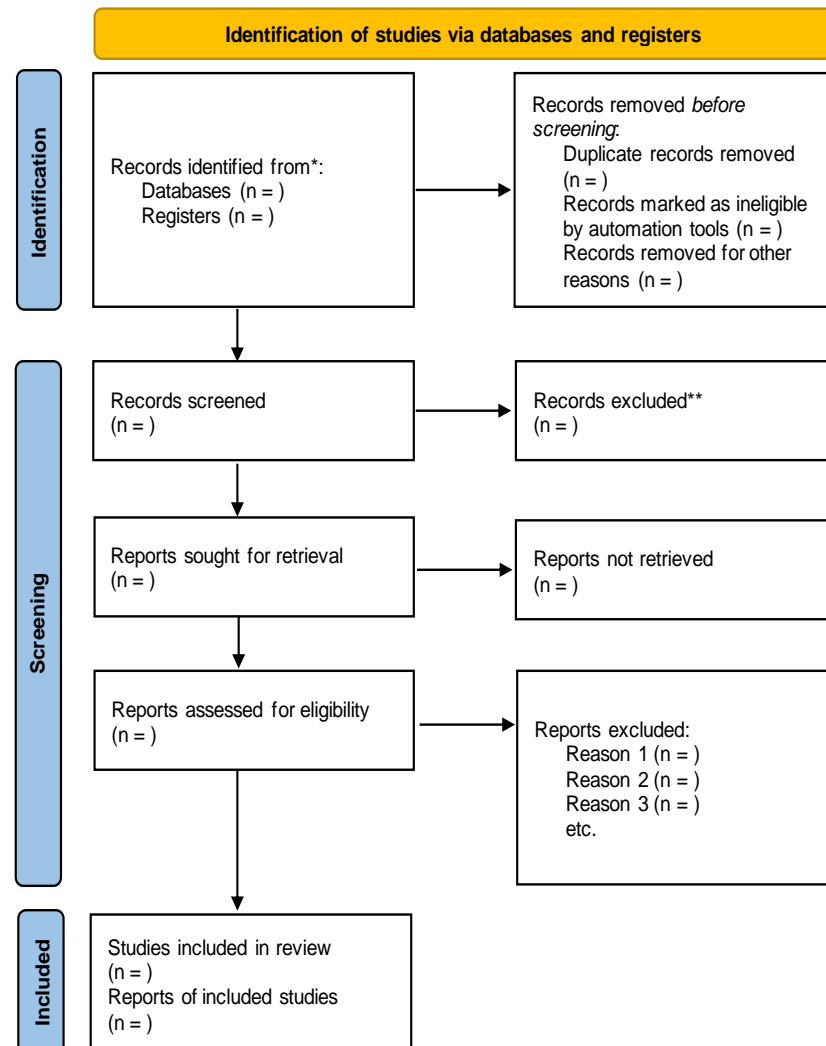 Identification of studies via databases and registers
Identification
Records identified from*:
Databases (n = )
Registers (n = )
Records removed before
screening:
Duplicate records removed
(n = )
Records marked as ineligible
by automation tools (n = )
Records removed for other
reasons (n = )
Screening
Records screened
(n = )
Records excluded**
(n = )
Reports sought for retrieval
(n = )
Reports not retrieved
(n = )
Reports assessed for eligibility
(n = )
Reports excluded:
Reason 1 (n = )
Reason 2 (n = )
Reason 3 (n = )
etc.
Included
Studies included in review
(n = )
Reports of included studies
(n = )